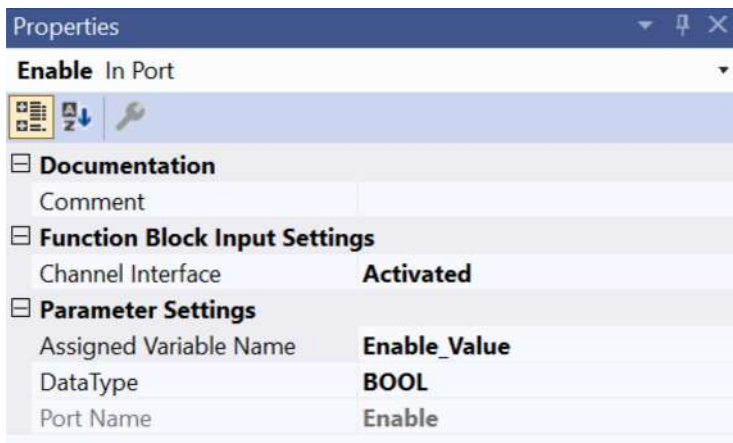 Properties
Enable In Port
Documentation
Comment
Function Block Input Settings
Channel Interface Activated
Parameter Settings
Assigned Variable Name Enable_Value
DataType BOOL
Port Name Enable